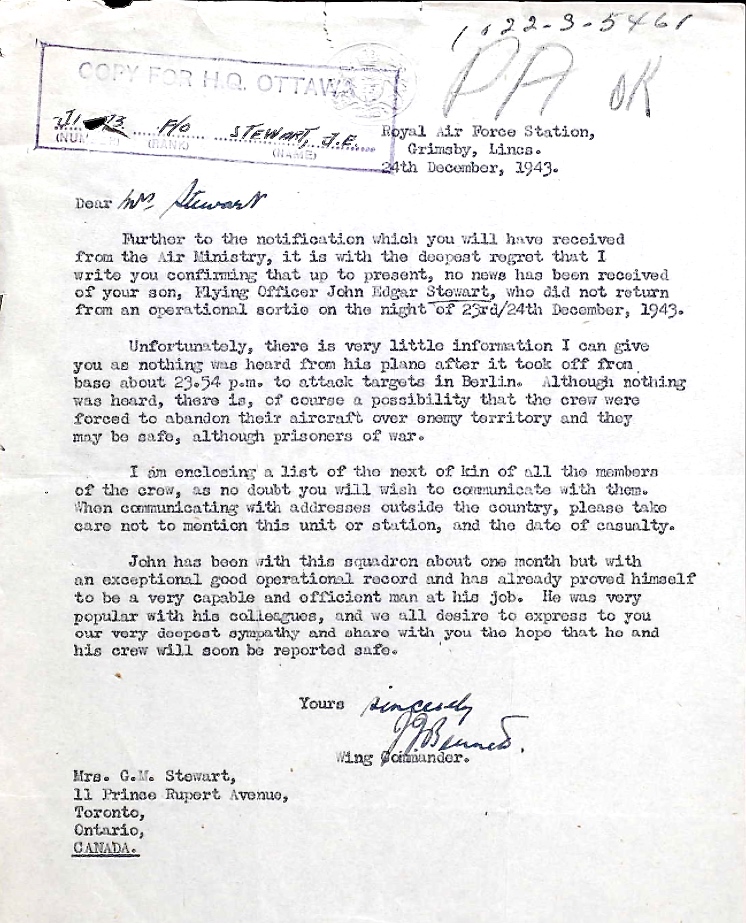 22-3-5461
PA OK
COPY FOR H.Q. OTTAWA
F/O STEWART, J.E.
(RANK) (NAME)
Royal Air Force Station,
Grimsby, Lincs.
24th December, 1943.
Dear Mrs Stewart
Further to the notification which you will have received
from the Air Ministry, it is with the deepest regret that I
write you confirming that up to present, no news has been received
of your son, Flying Officer John Edgar Stewart, who did not return
from an operational sortie on the night of 23rd/24th December, 1943.
Unfortunately, there is very little information I can give
you as nothing was heard from his plane after it took off from
base about 23.54 p.m. to attack targets in Berlin. Although nothing
was heard, there is, of course a possibility that the crew were
forced to abandon their aircraft over enemy territory and they
may be safe, although prisoners of war.
I am enclosing a list of the next of kin of all the members
of the crew, as no doubt you will wish to communicate with them.
When communicating with addresses outside the country, please take
care not to mention this unit or station, and the date of casualty.
John has been with this squadron about one month but with
an exceptional good operational record and has already proved himself
to be a very capable and efficient man at his job. He was very
popular with his colleagues, and we all desire to express to you
our very deepest sympathy and share with you the hope that he and
his crew will soon be reported safe.
Yours sincerely
Bennett.
Wing Commander.
Mrs. G.M. Stewart,
11 Prince Rupert Avenue,
Toronto,
Ontario,
CANADA.